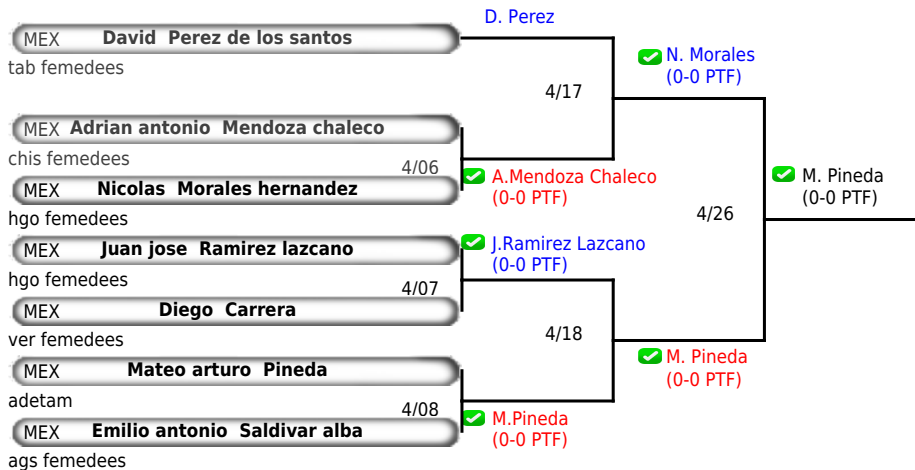 D. Perez
MEX David Perez de los santos
tab femedees
N. Morales
(0-0 PTF)
4/17
MEX Adrian antonio Mendoza chaleco
chis femedees
4/06
A.Mendoza Chaleco
(0-0 PTF)
MEX Nicolas Morales hernandez
hgo femedees
M. Pineda
(0-0 PTF)
4/26
MEX Juan jose Ramirez lazcano
hgo femedees
J.Ramirez Lazcano
(0-0 PTF)
4/07
MEX Diego Carrera
ver femedees
4/18
MEX Mateo arturo Pineda
adetam
M. Pineda
(0-0 PTF)
4/08
M.Pineda
(0-0 PTF)
MEX Emilio antonio Saldivar alba
ags femedees